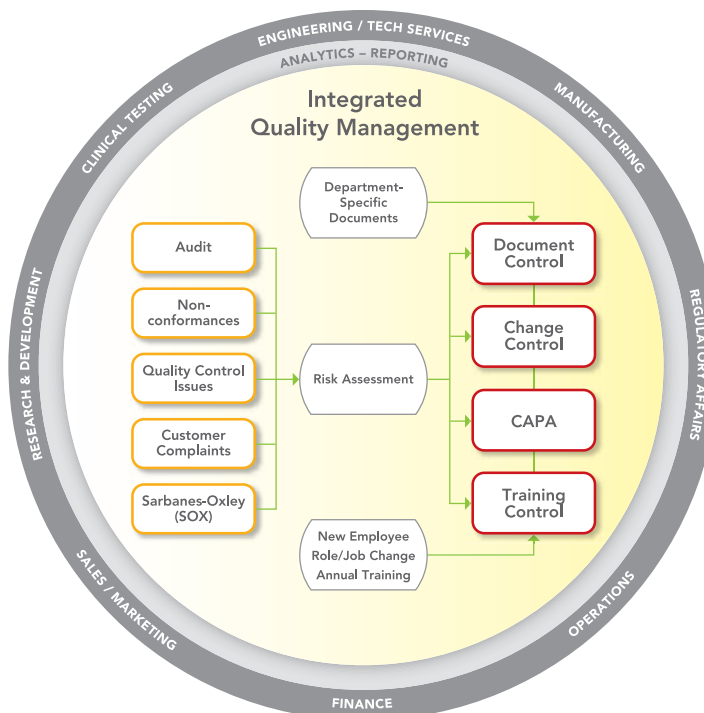 ENGINEERING / TECH SERVICES
ANALYTICS – REPORTING
CLINICAL TESTING
MANUFACTURING
RESEARCH & DEVELOPMENT
REGULATORY AFFAIRS
SALES / MARKETING
OPERATIONS
FINANCE
Integrated
Quality Management
Department-
Specific
Documents
Audit
Non-
conformances
Quality Control
Issues
Customer
Complaints
Sarbanes-Oxley
(SOX)
Risk Assessment
New Employee
Role/Job Change
Annual Training
Document
Control
Change
Control
CAPA
Training
Control